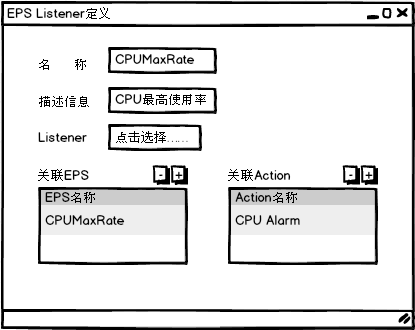 EPS Listener定义
名 称 CPUMaxRate
描述信息 CPU最高使用率
Listener 点击选择……
关联EPS - + 关联Action - +
EPS名称 Action名称
CPUMaxRate CPU Alarm